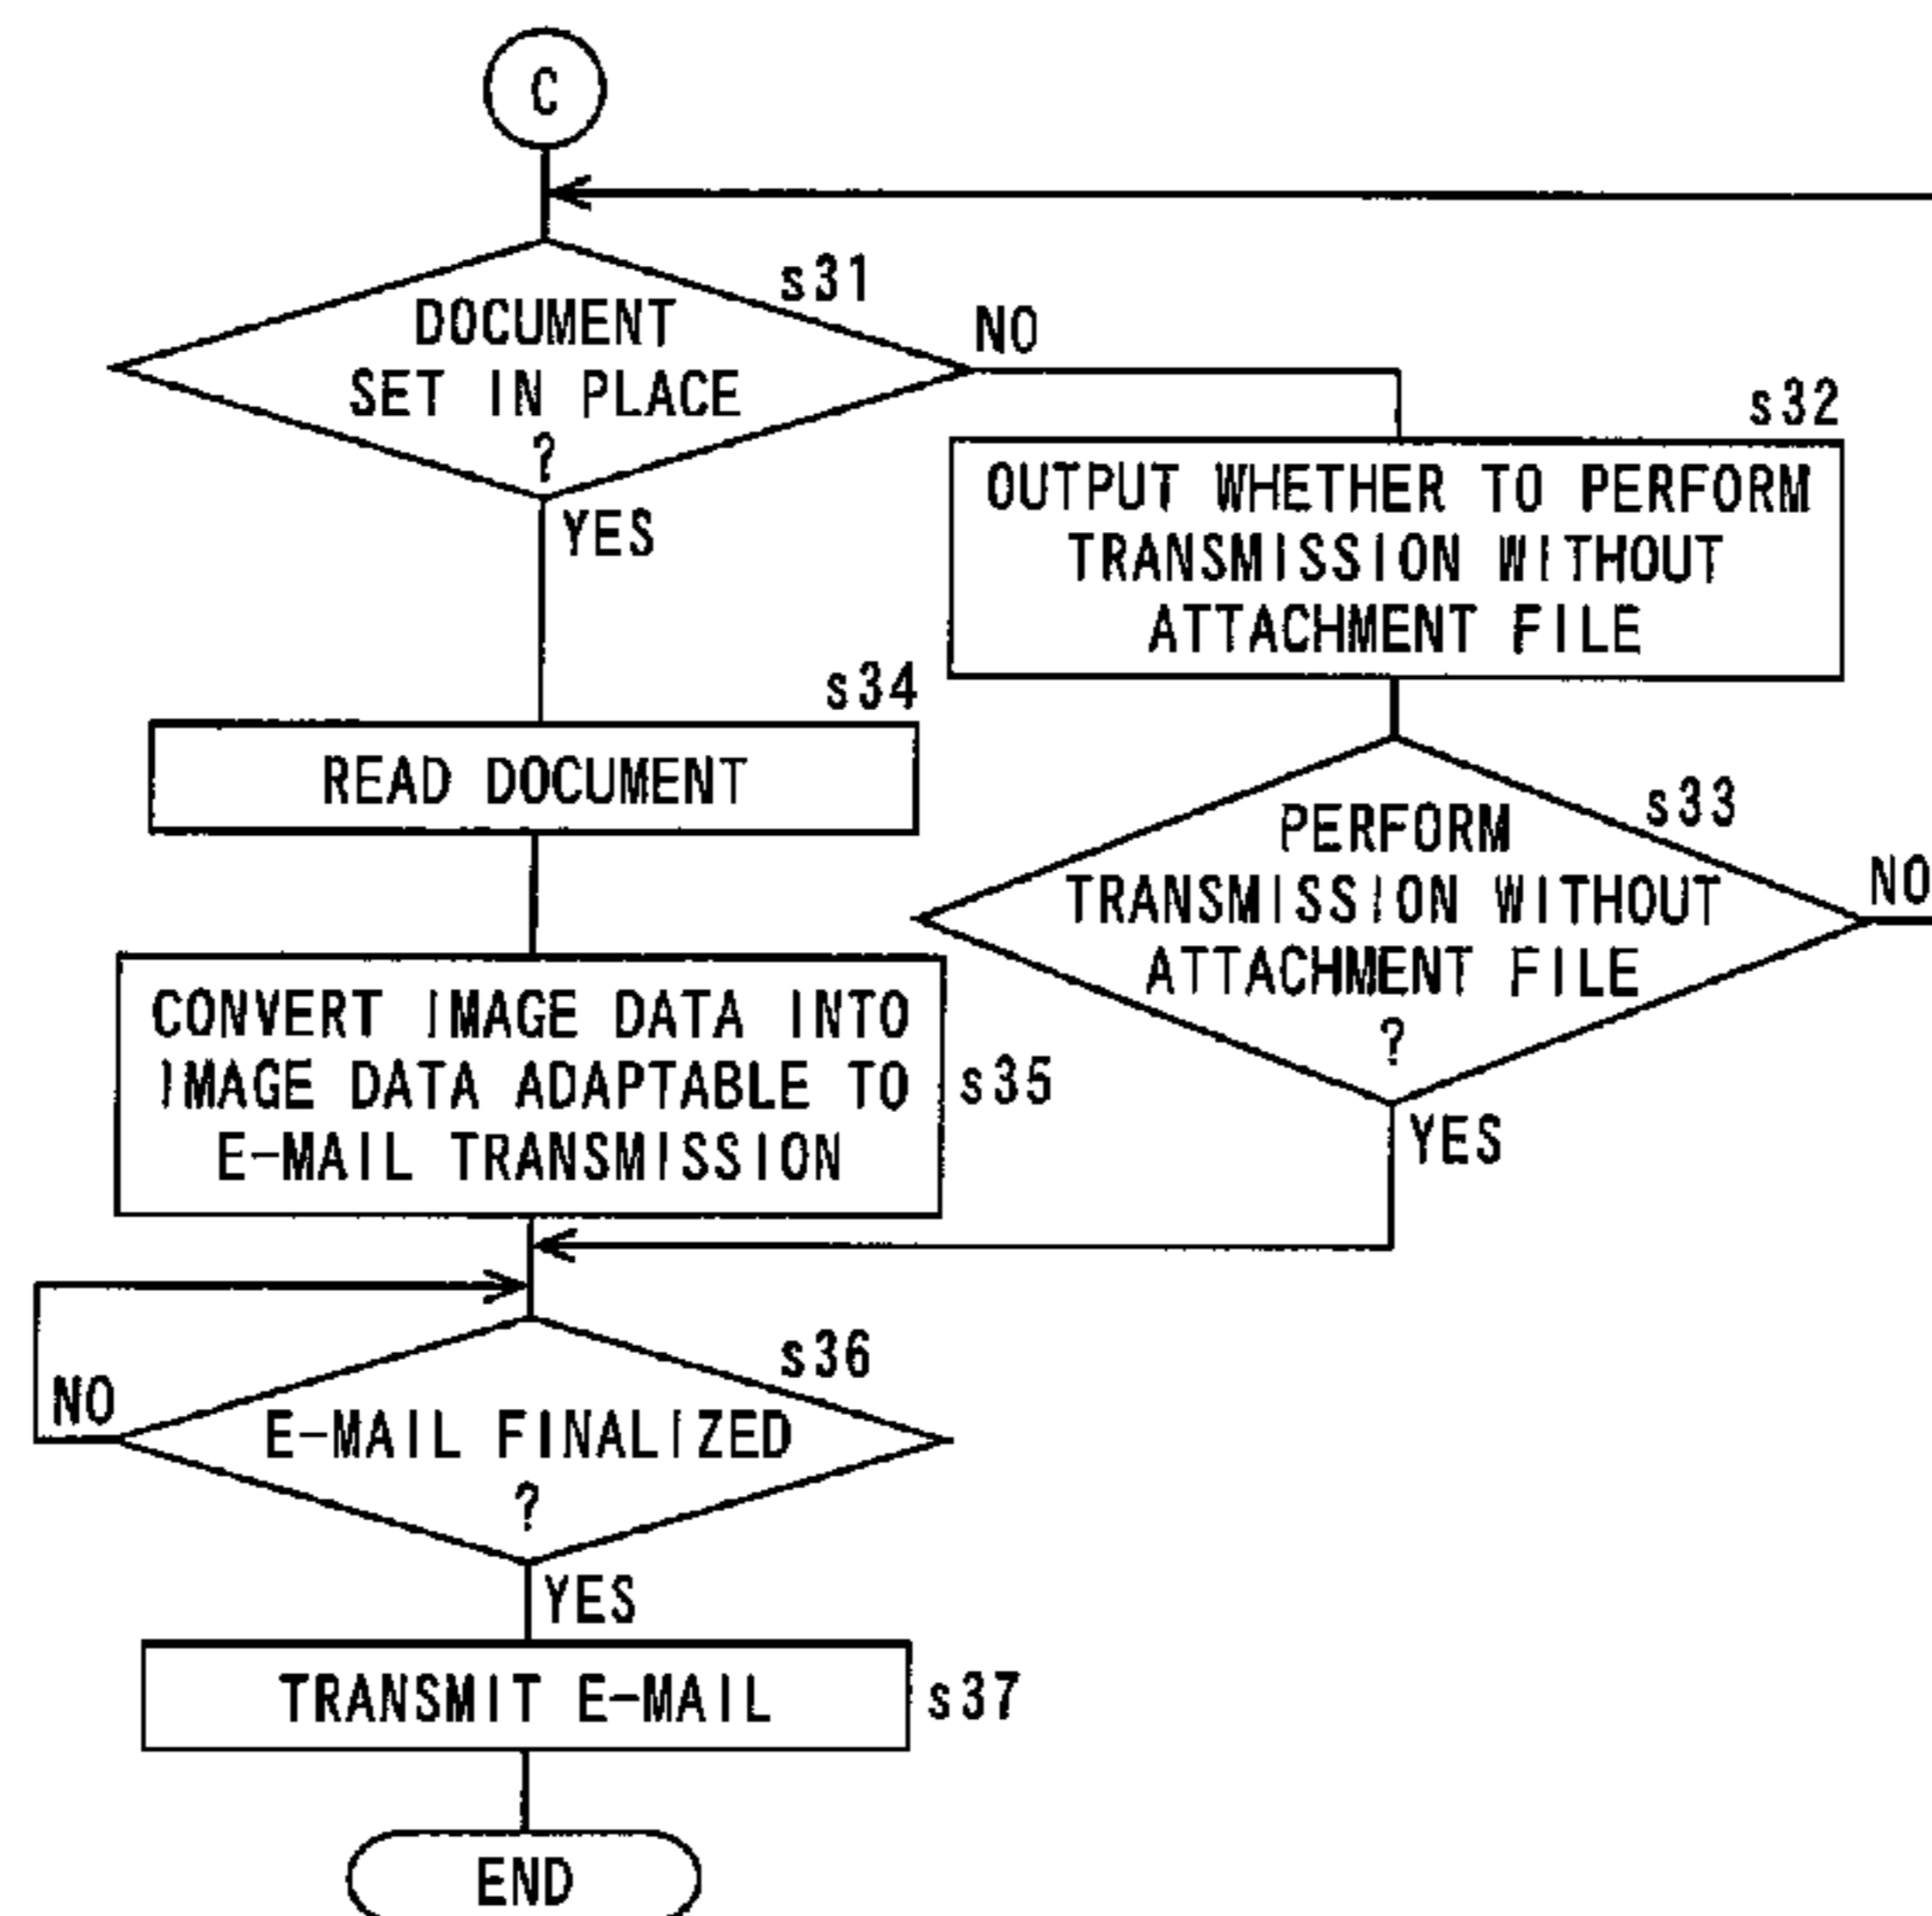 C
s31
DOCUMENT
SET IN PLACE
?
NO
YES
s32
OUTPUT WHETHER TO PERFORM
TRANSMISSION WITHOUT
ATTACHMENT FILE
s33
PERFORM
TRANSMISSION WITHOUT
ATTACHMENT FILE
?
NO
YES
s34
READ DOCUMENT
CONVERT IMAGE DATA INTO
IMAGE DATA ADAPTABLE TO
E-MAIL TRANSMISSION
s35
s36
NO
E-MAIL FINALIZED
?
YES
TRANSMIT E-MAIL
s37
END